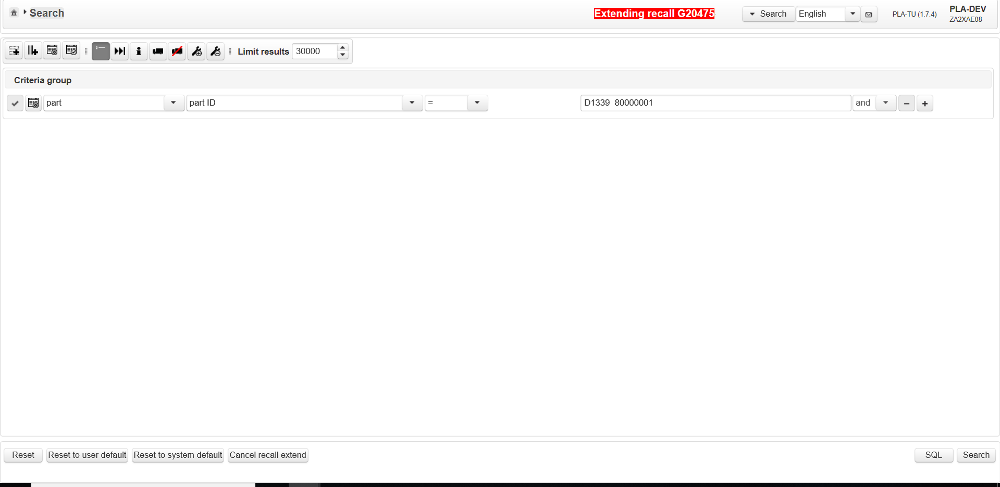 Search
Extending recall G20475
Search
English
PLA-TU (1.7.4)
PLA-DEV
ZA2XAE08
Limit results 30000
Criteria group
part
part ID
=
D1339  80000001
and
Reset
Reset to user default
Reset to system default
Cancel recall extend
SQL
Search